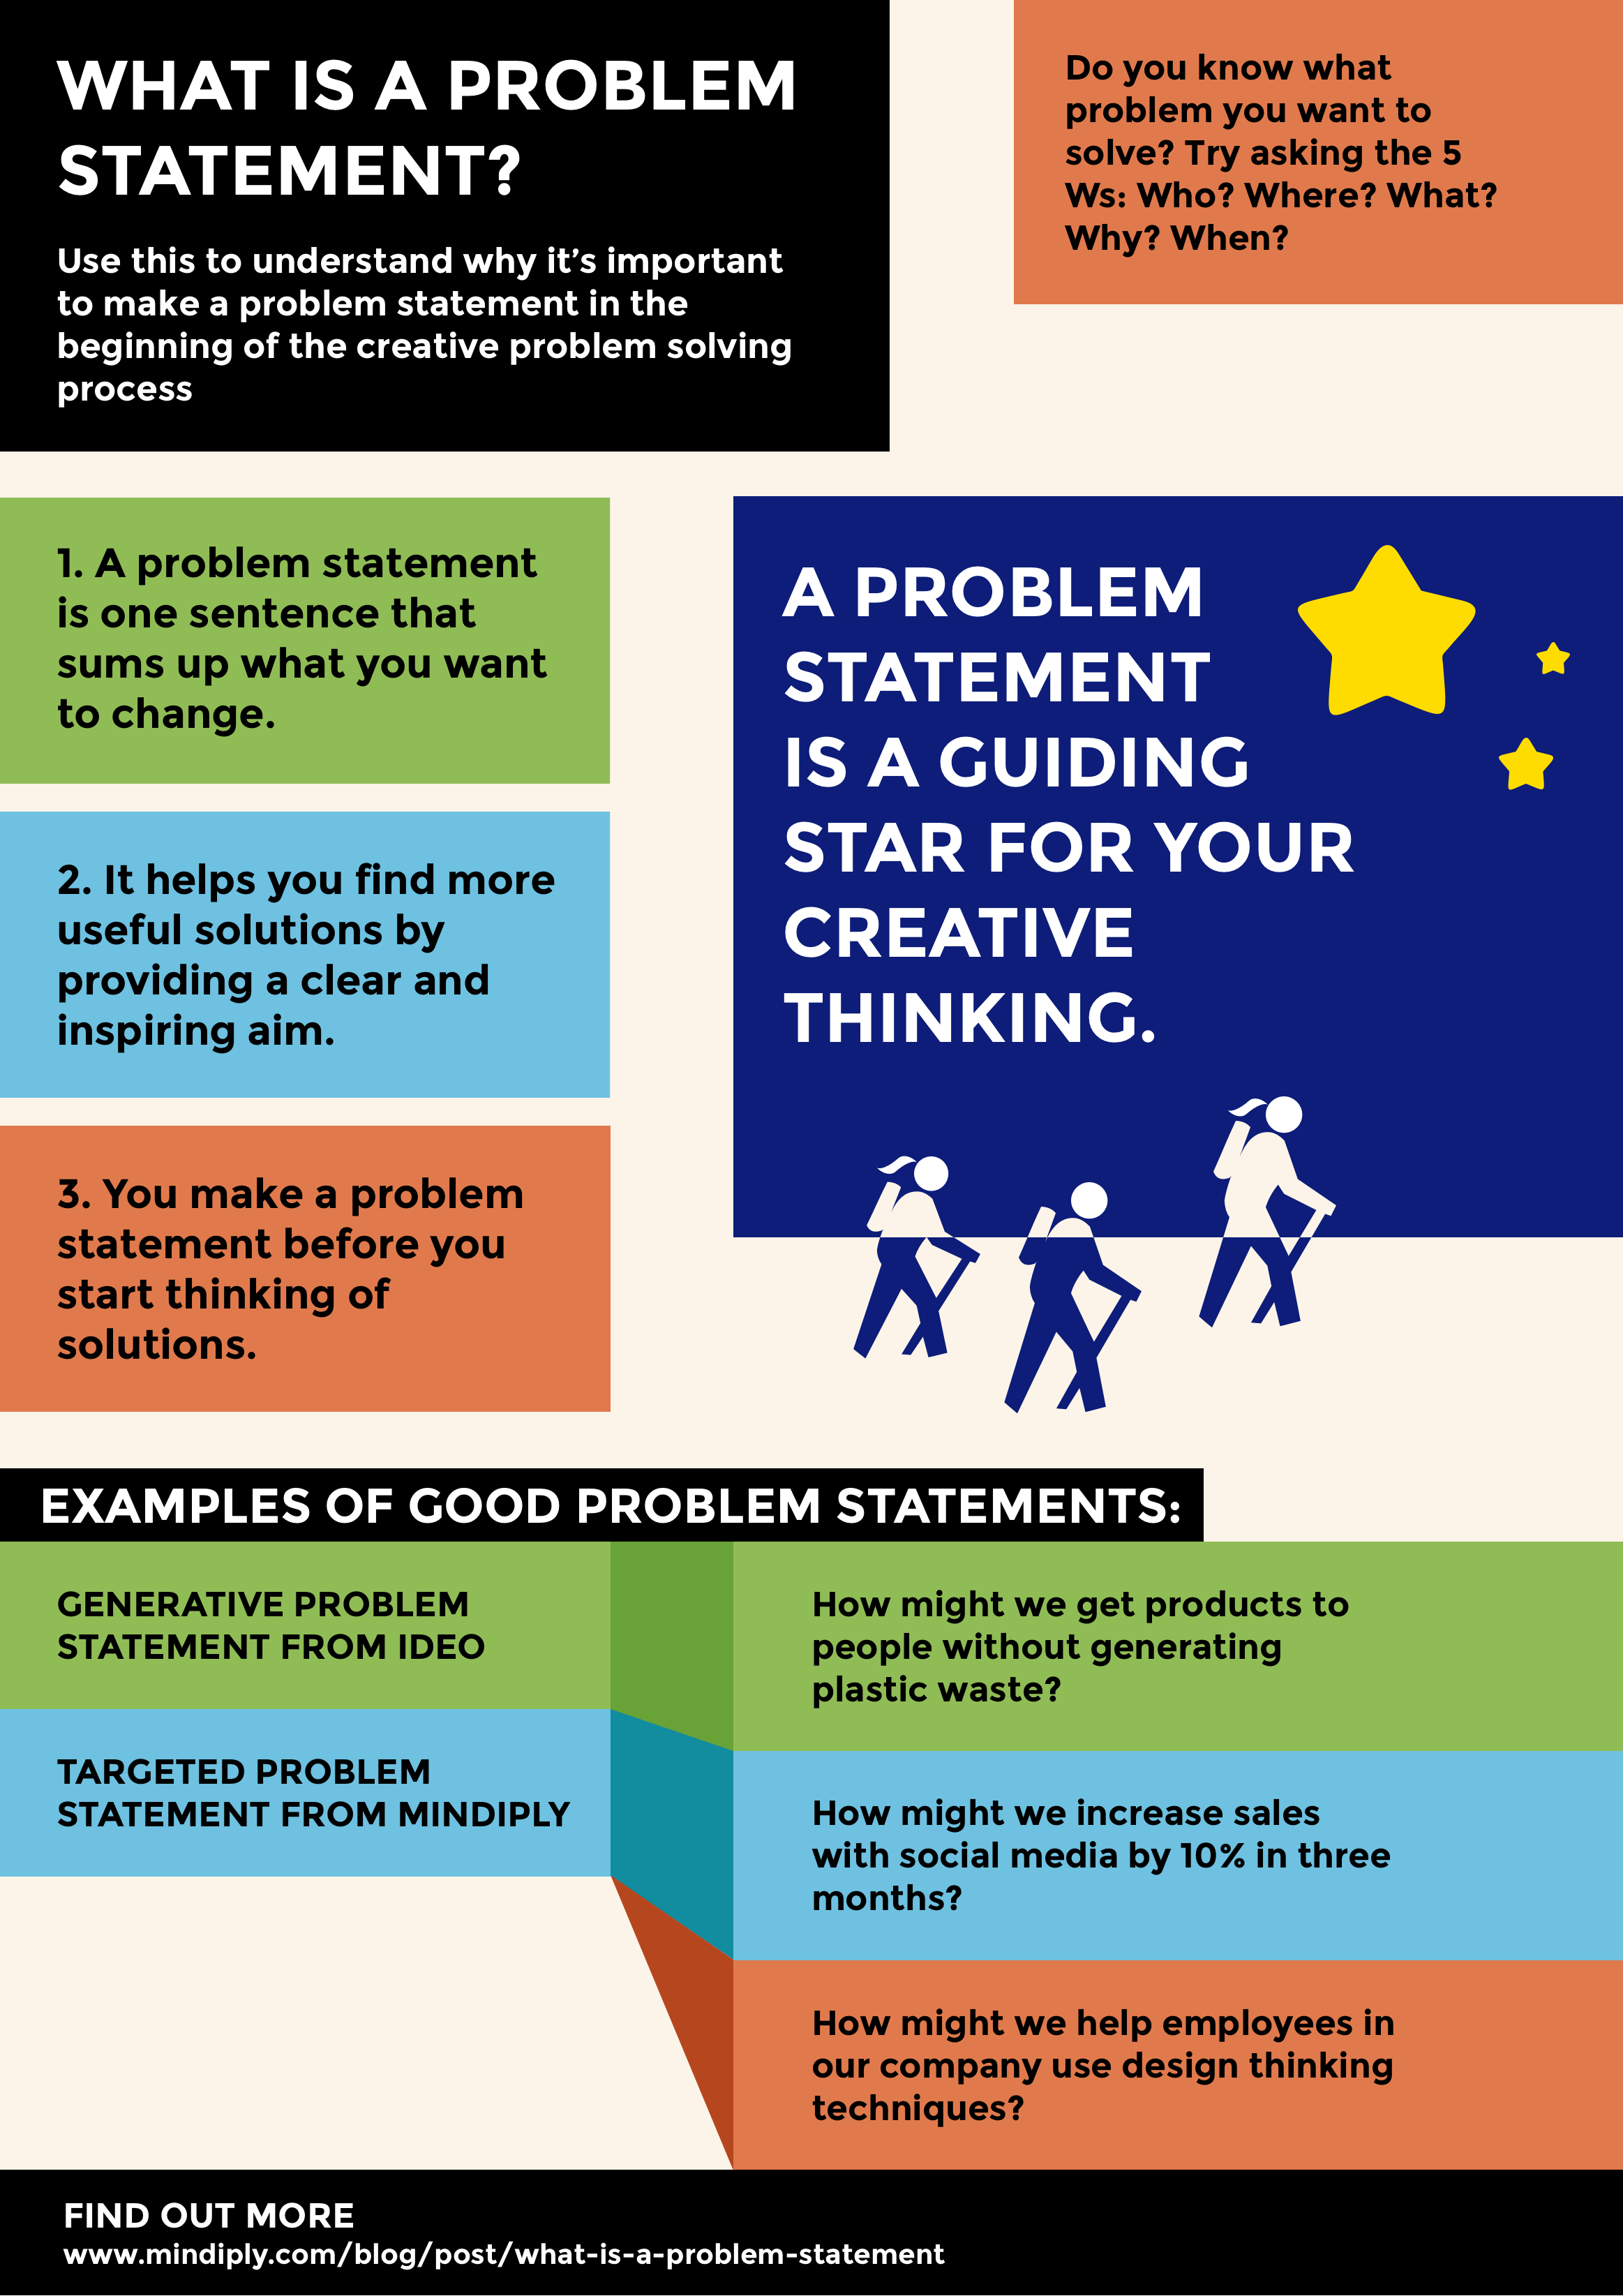 WHAT IS A PROBLEM
STATEMENT?
Use this to understand why it's important
to make a problem statement in the
beginning of the creative problem solving
process
Do you know what
problem you want to
solve? Try asking the 5
Ws: Who? Where? What?
Why? When?
1. A problem statement
is one sentence that
sums up what you want
to change.
2. It helps you find more
useful solutions by
providing a clear and
inspiring aim.
3. You make a problem
statement before you
start thinking of
solutions.
A PROBLEM
STATEMENT
IS A GUIDING
STAR FOR YOUR
CREATIVE
THINKING.
EXAMPLES OF GOOD PROBLEM STATEMENTS:
GENERATIVE PROBLEM
STATEMENT FROM IDEO
How might we get products to
people without generating
plastic waste?
TARGETED PROBLEM
STATEMENT FROM MINDIPLY
How might we increase sales
with social media by 10% in three
months?
How might we help employees in
our company use design thinking
techniques?
FIND OUT MORE
www.mindiply.com/blog/post/what-is-a-problem-statement